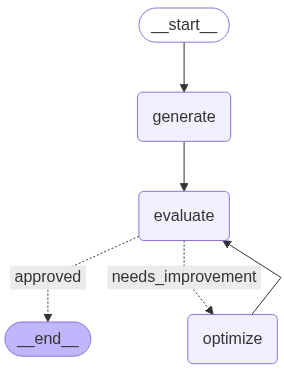 __start__
generate
evaluate
approved
needs_improvement
__end__
optimize